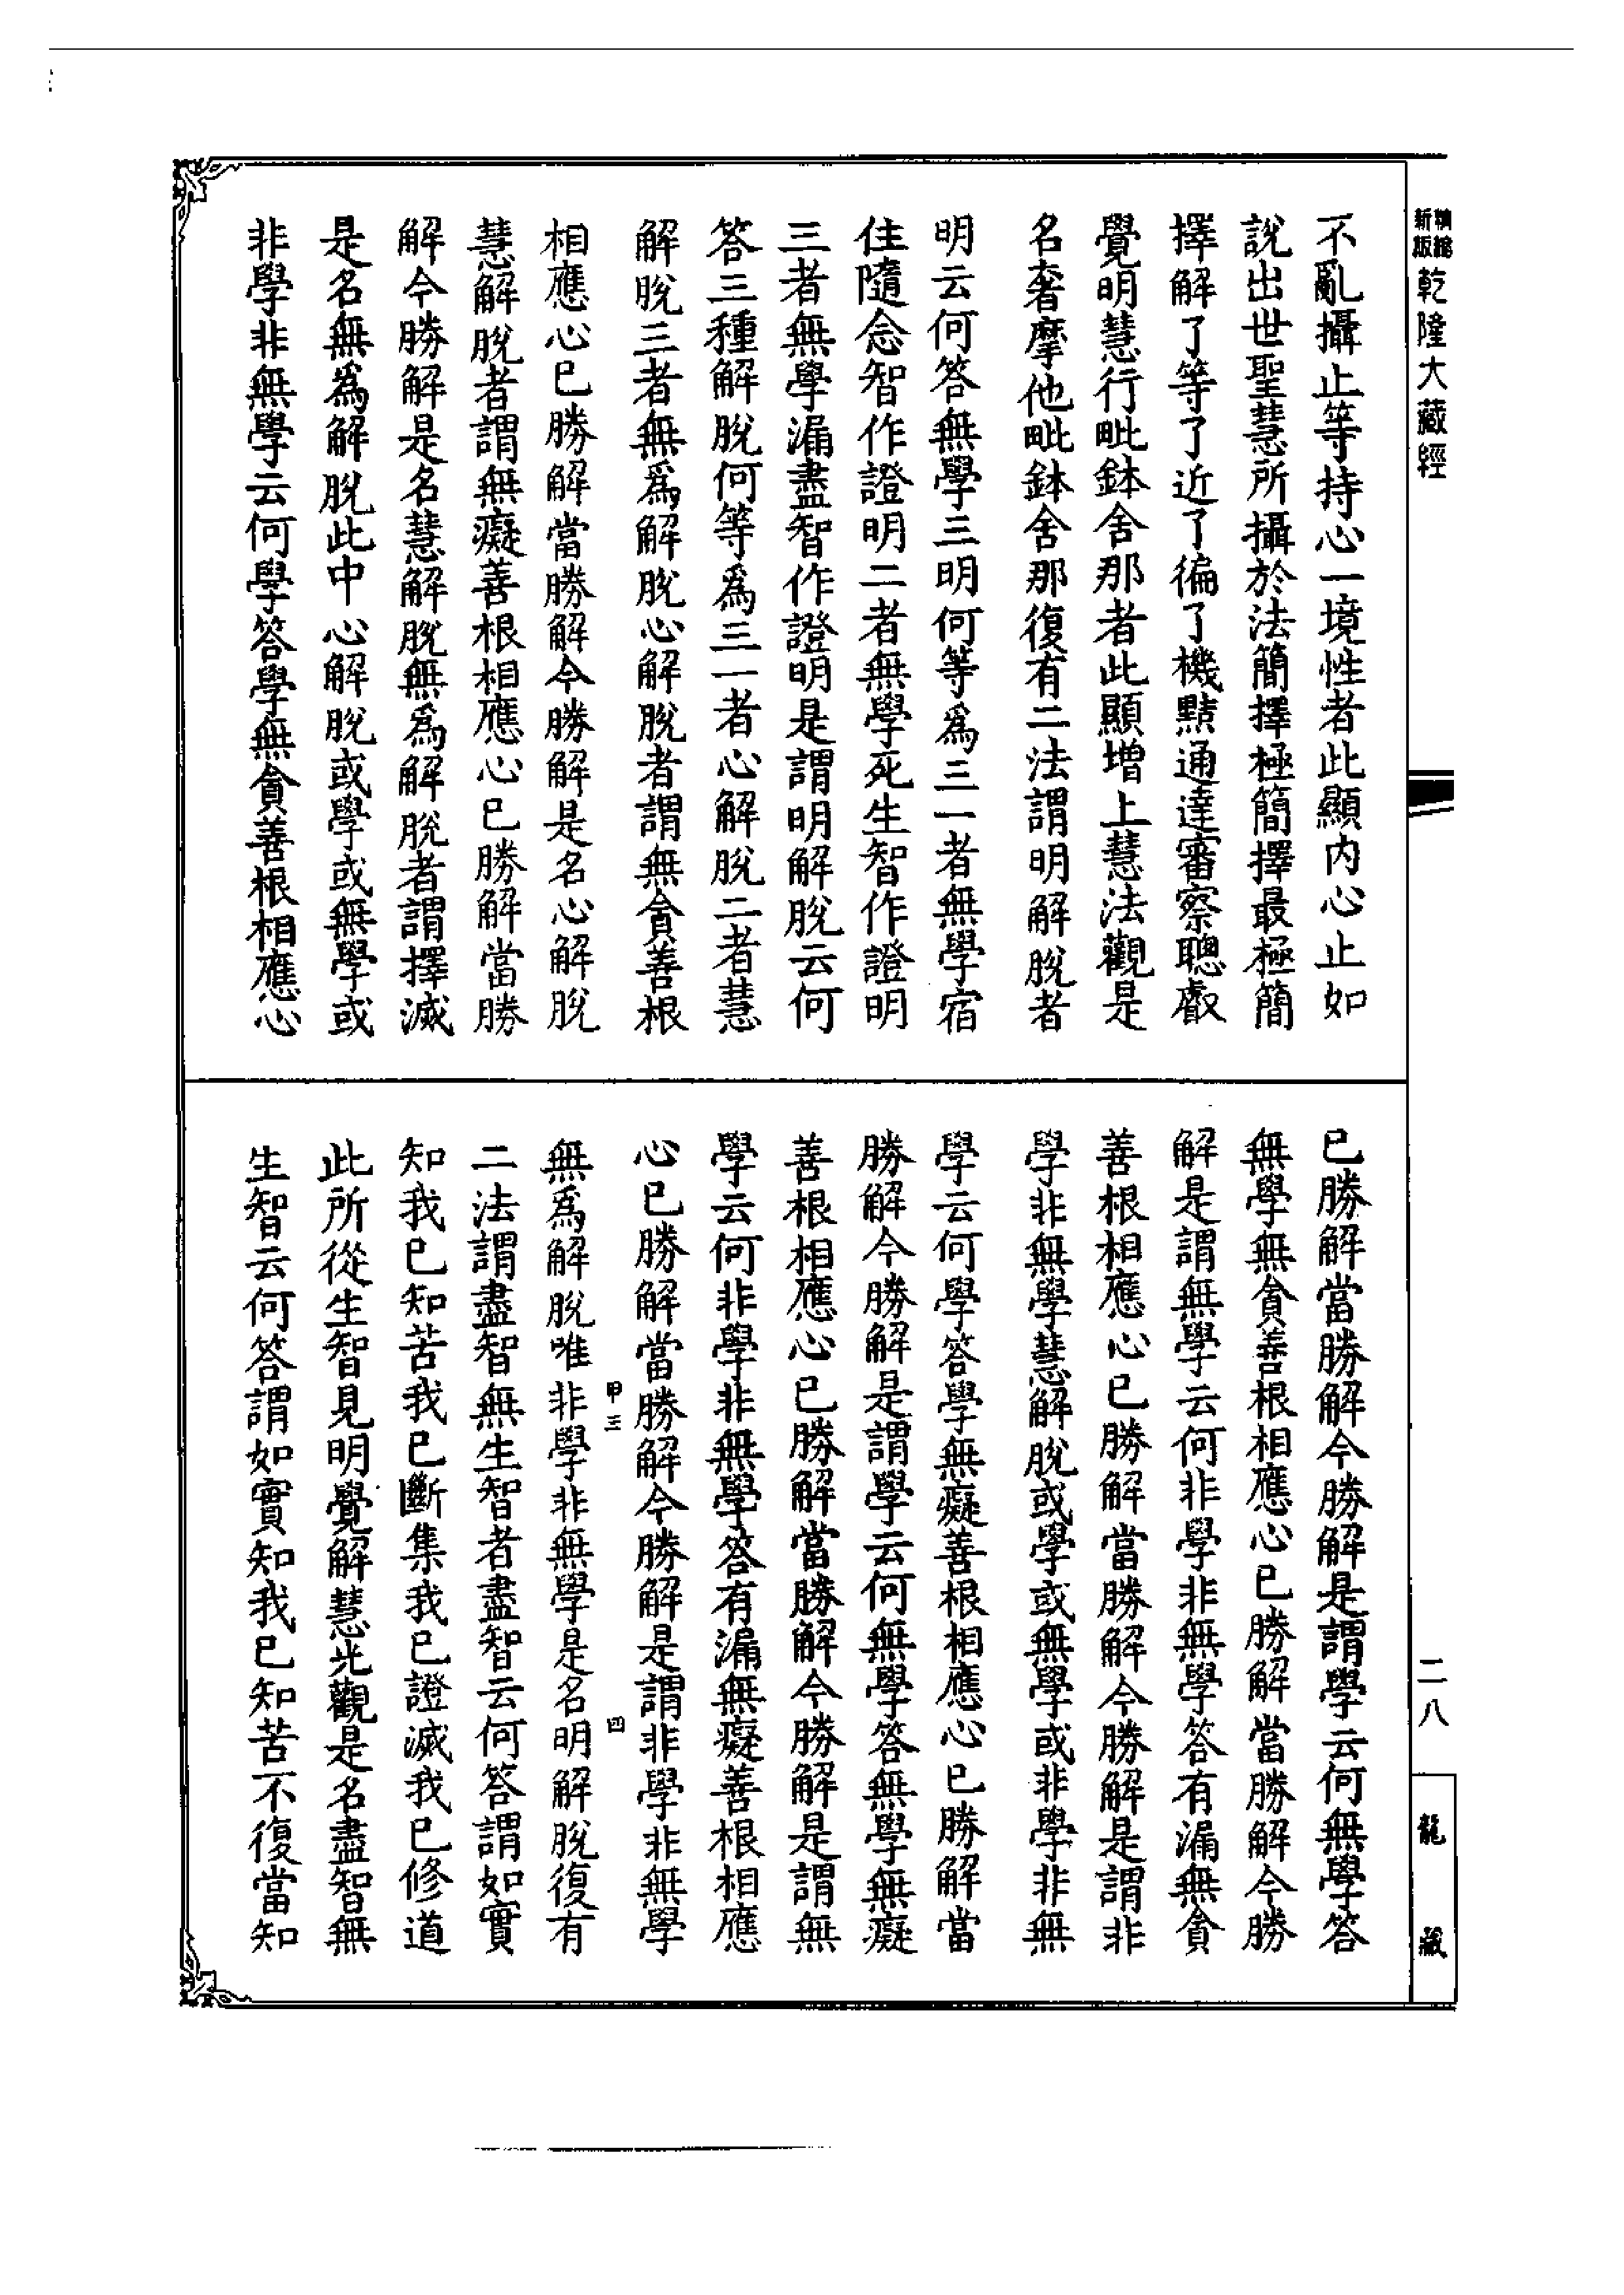 新版
精縮
乾隆大藏經
不亂攝止等持心一境性者此顯內心止如
說出世聖慧所攝於法簡擇極簡擇最極簡
擇解了等了近了徧了機黠通達審察聰叡
覺明慧行毗鉢舍那者此顯增上慧法觀是
名奢摩他毗鉢舍那復有二法謂明解脫者
明云何答無學三明何等為三一者無學宿
住隨念智作證明二者無學死生智作證明
三者無學漏盡智作證明是謂明解脫云何
答三種解脫何等為三一者心解脫二者慧
解脫三者無為解脫心解脫者謂無貪善根
相應心已勝解當勝解今勝解是名心解脫
慧解脫者謂無癡善根相應心已勝解當勝
解今勝解是名慧解脫無為解脫者謂擇滅
是名無為解脫此中心解脫或學或無學或
非學非無學云何學答學無貪善根相應心
已勝解當勝解今勝解是謂學云何無學答
無學無貪善根相應心已勝解當勝解今勝
解是謂無學云何非學非無學答有漏無貪
善根相應心已勝解當勝解今勝解是謂非
學非無學慧解脫或學或無學或非學非無
學云何學答學無癡善根相應心已勝解當
勝解今勝解是謂學云何無學答無學無癡
善根相應心已勝解當勝解今勝解是謂無
學云何非學非無學答有漏無癡善根相應
心已勝解當勝解今勝解是謂非學非無學
甲三
四
無為解脫唯非學非無學是名明解脫復有
二法謂盡智無生智者盡智云何答謂如實
知我已知苦我已斷集我已證滅我已修道
此所從生智見明覺解慧光觀是名盡智無
生智云何答謂如實知我已知苦不復當知
二八
龍藏